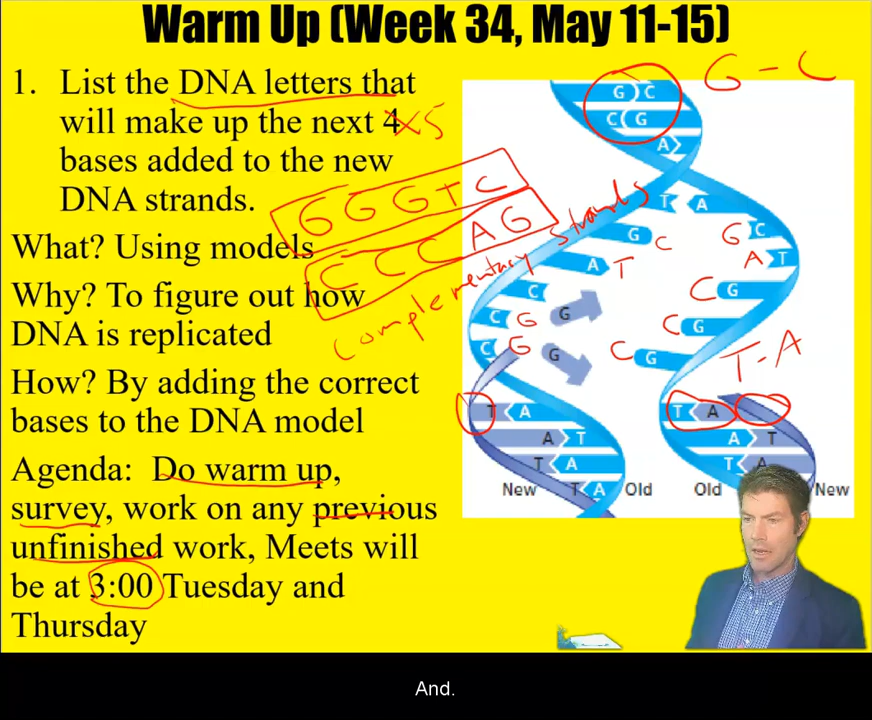 Warm Up (Week 34, May 11-15)
1. List the DNA letters that
will make up the next 4 5
bases added to the new
DNA strands.
What? Using models
Why? To figure out how
DNA is replicated
How? By adding the correct
bases to the DNA model
Agenda: Do warm up,
survey, work on any previous
unfinished work, Meets will
be at 3:00 Tuesday and
Thursday
G G G T C
C C C A G
complementary strands
G - C
G C
C G
A
T A
G C G C
A T A T
C C G
C G G C G
C G G C G
T - A
T A T A
A T A T
T A T A
T A
New Old Old New
And.